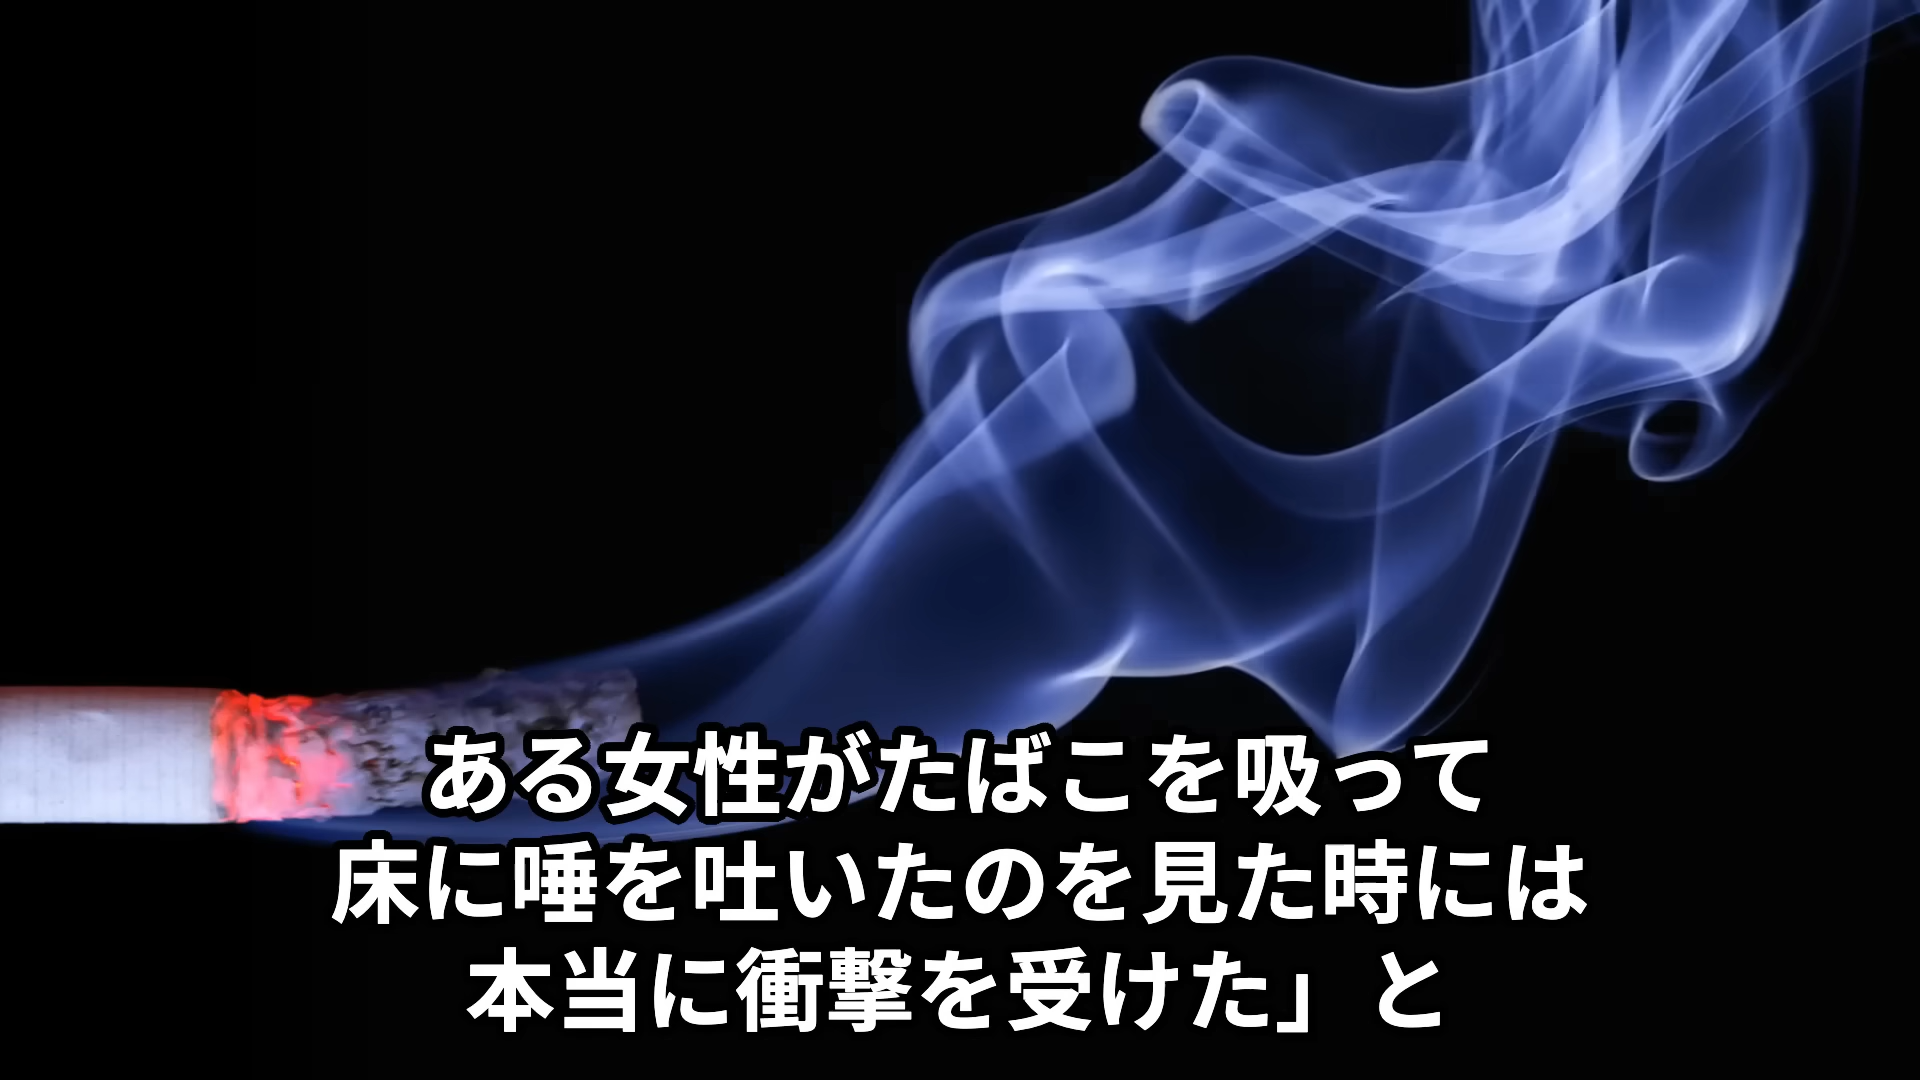 ある女性がたばこを吸って
床に唾を吐いたのを見た時には
本当に衝撃を受けた」と